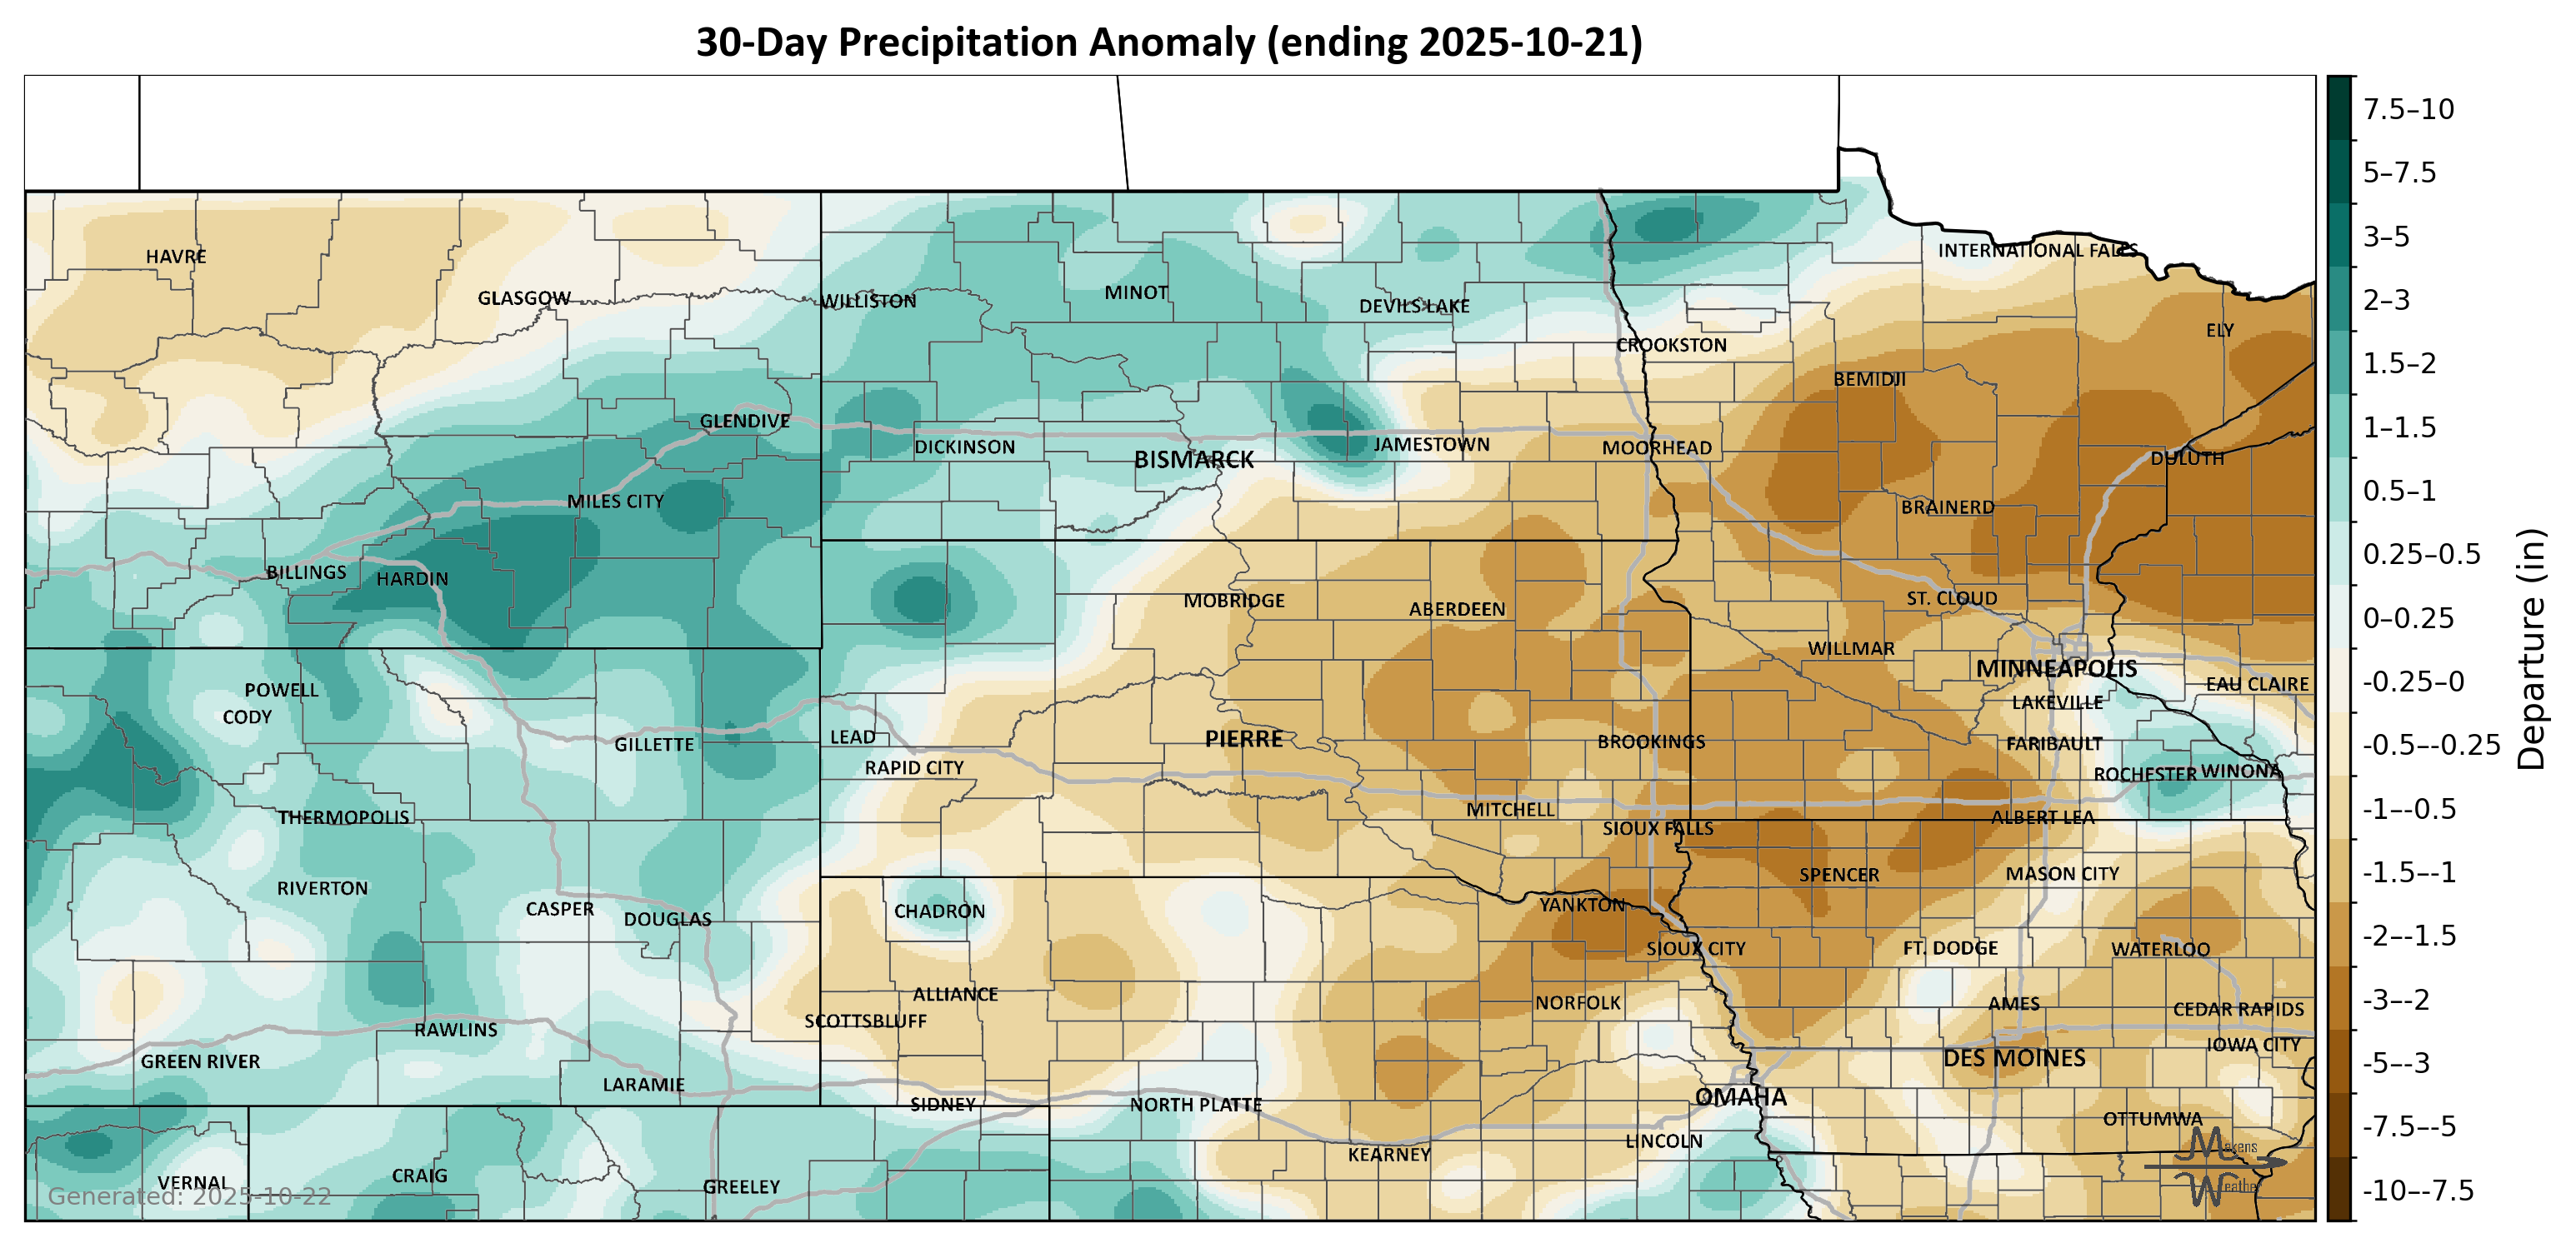 30-Day Precipitation Anomaly (ending 2025-10-21)
HAVRE
GLASGOW
WILLISTON
MINOT
DEVILS LAKE
INTERNATIONAL FALLS
ELY
CROOKSTON
BEMIDJI
GLENDIVE
DICKINSON
BISMARCK
JAMESTOWN
MOORHEAD
DULUTH
MILES CITY
BRAINERD
BILLINGS
HARDIN
MOBRIDGE
ABERDEEN
ST. CLOUD
WILLMAR
MINNEAPOLIS
EAU CLAIRE
POWELL
CODY
LAKEVILLE
GILLETTE
LEAD
PIERRE
BROOKINGS
FARIBAULT
RAPID CITY
ROCHESTER
WINONA
THERMOPOLIS
MITCHELL
SIOUX FALLS
ALBERT LEA
RIVERTON
SPENCER
MASON CITY
CASPER
DOUGLAS
CHADRON
YANKTON
SIOUX CITY
FT. DODGE
WATERLOO
ALLIANCE
SCOTTSBLUFF
NORFOLK
AMES
CEDAR RAPIDS
RAWLINS
GREEN RIVER
DES MOINES
IOWA CITY
LARAMIE
SIDNEY
NORTH PLATTE
OMAHA
OTTUMWA
LINCOLN
KEARNEY
VERNAL
CRAIG
GREELEY
Generated: 2025-10-22
Makens
Weather
7.5–10
5–7.5
3–5
2–3
1.5–2
1–1.5
0.5–1
0.25–0.5
0–0.25
-0.25–0
-0.5–-0.25
-1–-0.5
-1.5–-1
-2–-1.5
-3–-2
-5–-3
-7.5–-5
-10–-7.5
Departure (in)